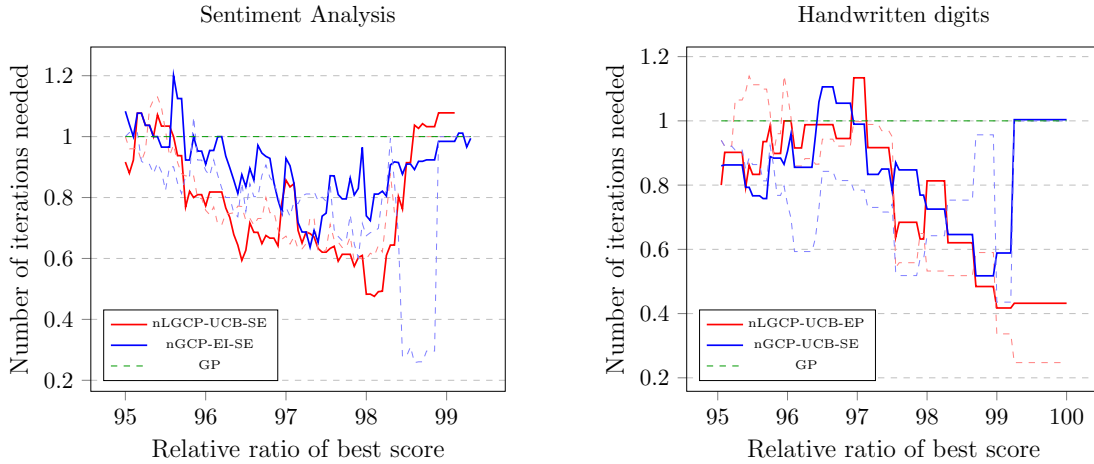 Sentiment Analysis
Number of iterations needed
1.2
1
0.8
0.6
0.4
0.2
nLGCP-UCB-SE
nGCP-EI-SE
GP
95 96 97 98 99
Relative ratio of best score
Handwritten digits
Number of iterations needed
1.2
1
0.8
0.6
0.4
0.2
nLGCP-UCB-EP
nGCP-UCB-SE
GP
95 96 97 98 99 100
Relative ratio of best score